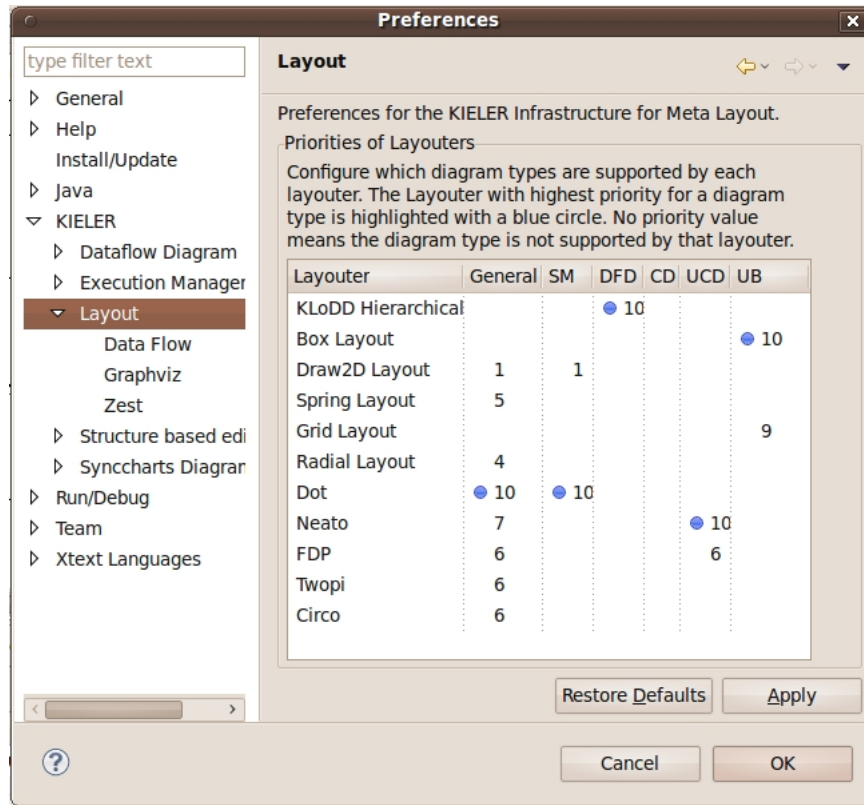 Preferences
type filter text
General
Help
Install/Update
Java
KIELER
Dataflow Diagram
Execution Manager
Layout
Data Flow
Graphviz
Zest
Structure based edi
Synccharts Diagran
Run/Debug
Team
Xtext Languages
Layout
Preferences for the KIELER Infrastructure for Meta Layout.
Priorities of Layouters
Configure which diagram types are supported by each
layouter. The Layouter with highest priority for a diagram
type is highlighted with a blue circle. No priority value
means the diagram type is not supported by that layouter.
Layouter General SM DFD CD UCD UB
KLoDD Hierarchical 10
Box Layout 10
Draw2D Layout 1 1
Spring Layout 5
Grid Layout 9
Radial Layout 4
Dot 10 10
Neato 7 10
FDP 6 6
Twopi 6
Circo 6
Restore Defaults Apply
Cancel OK